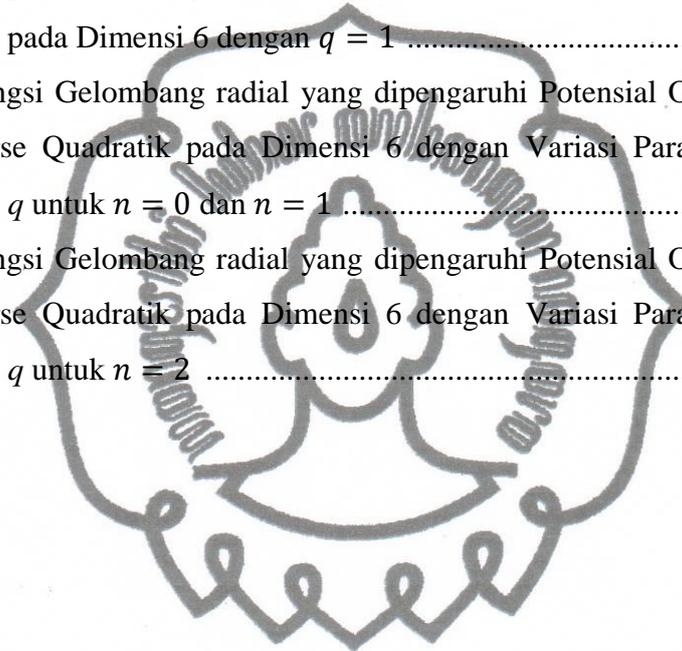 pada Dimensi 6 dengan q = 1 ....................................
ngsi Gelombang radial yang dipengaruhi Potensial O
se Quadratik pada Dimensi 6 dengan Variasi Para
q untuk n = 0 dan n = 1 ............................................
ngsi Gelombang radial yang dipengaruhi Potensial O
se Quadratik pada Dimensi 6 dengan Variasi Para
q untuk n = 2 ..............................................................